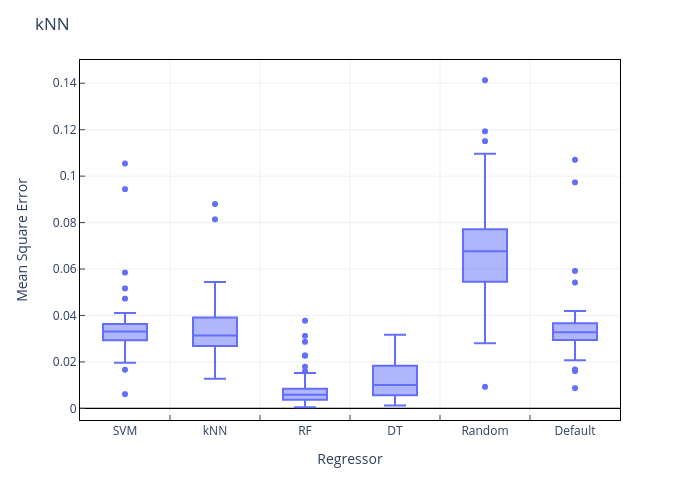 kNN
0.14
0.12
0.1
0.08
0.06
0.04
0.02
0
Mean Square Error
SVM kNN RF DT Random Default
Regressor